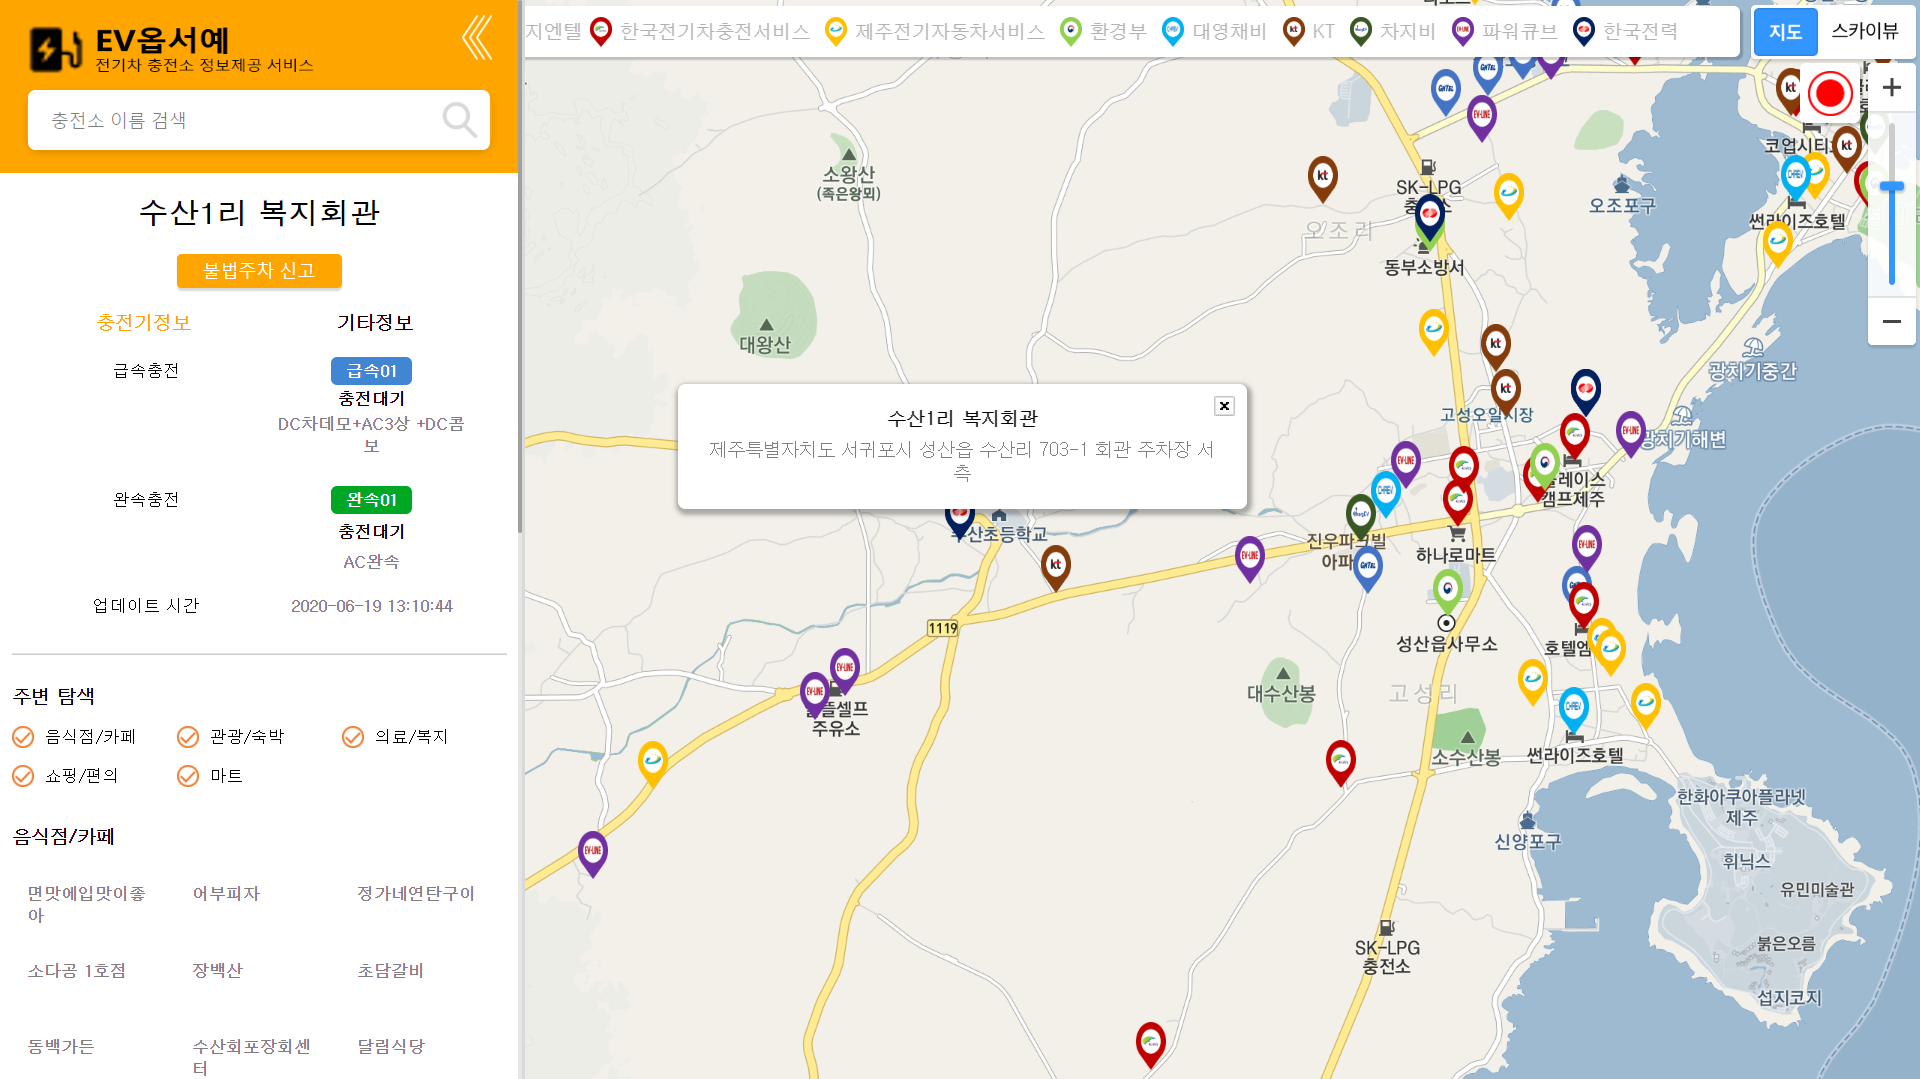 EV옵서예
전기차 충전소 정보제공 서비스
충전소 이름 검색
수산1리 복지회관
불법주차 신고
충전기정보 기타정보
급속충전 급속01
충전대기
DC차데모+AC3상 +DC콤
보
완속충전 완속01
충전대기
AC완속
업데이트 시간 2020-06-19 13:10:44
주변 탐색
음식점/카페 관광/숙박 의료/복지
쇼핑/편의 마트
음식점/카페
면맛에입맛이좋
아
어부피자
정가네연탄구이
소다공 1호점
장백산
초담갈비
동백가든
수산회포장회센
터
달림식당
지엔텔 한국전기차충전서비스 제주전기자동차서비스 환경부 대영채비 KT 차지비 파워큐브 한국전력
지도 스카이뷰
소왕산
(족은왕뫼)
대왕산
SK-LPG
충전소
오조리
동부소방서
오조포구
코업시티
썬라이즈호텔
광치기중간
광치기해변
고성오일시장
수산1리 복지회관
제주특별자치도 서귀포시 성산읍 수산리 703-1 회관 주차장 서
측
수산초등학교
1119
진우파크빌
아파
하나로마트
플레이스
캠프제주
성산읍사무소
호텔엠
대수산봉
고성리
소수산봉
썬라이즈호텔
뜰셀프
주유소
신양포구
한화아쿠아플라넷
제주
휘닉스
유민미술관
붉은오름
섭지코지
SK-LPG
충전소